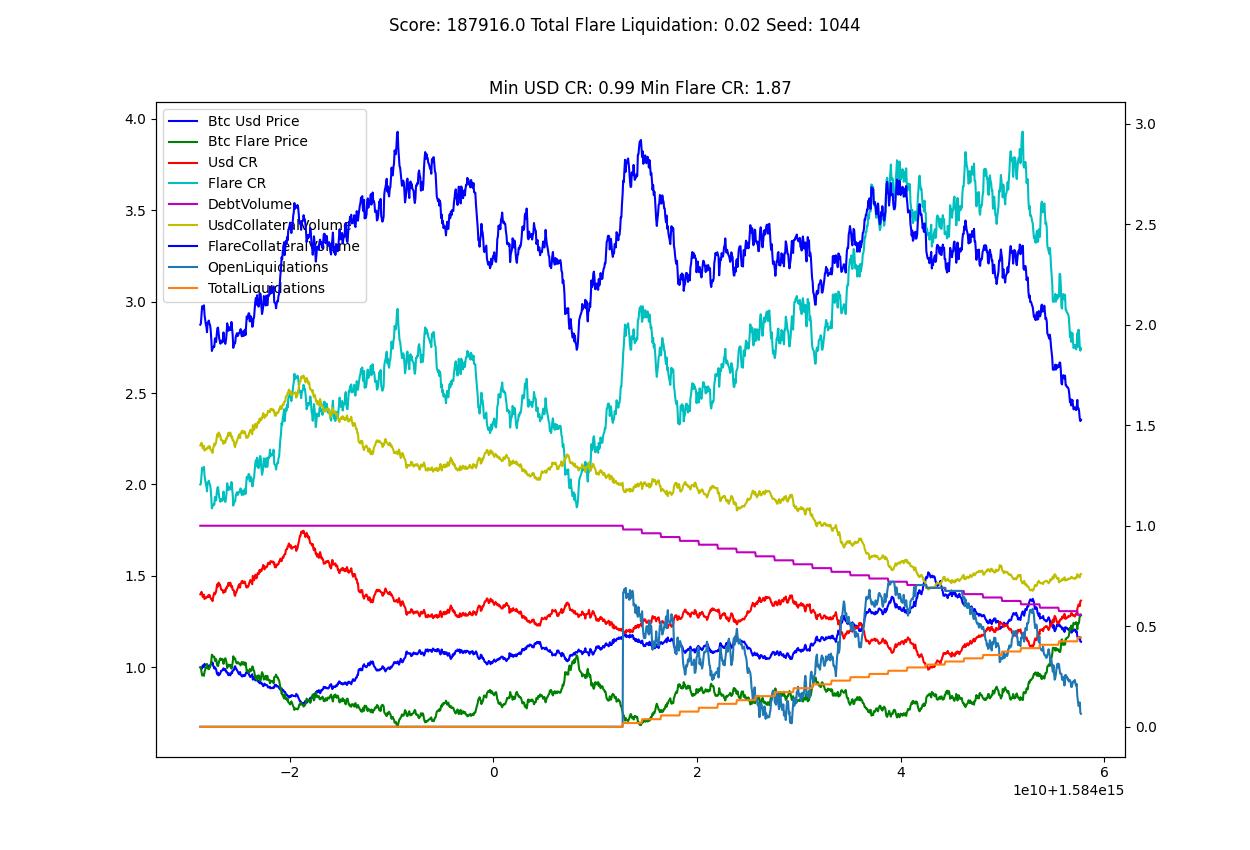 Score: 187916.0 Total Flare Liquidation: 0.02 Seed: 1044
Min USD CR: 0.99 Min Flare CR: 1.87
Btc Usd Price
Btc Flare Price
Usd CR
Flare CR
DebtVolume
UsdCollateralVolume
FlareCollateralVolume
OpenLiquidations
TotalLiquidations
4.0
3.5
3.0
2.5
2.0
1.5
1.0
3.0
2.5
2.0
1.5
1.0
0.5
0.0
−2 0 2 4 6
1e10+1.584e15